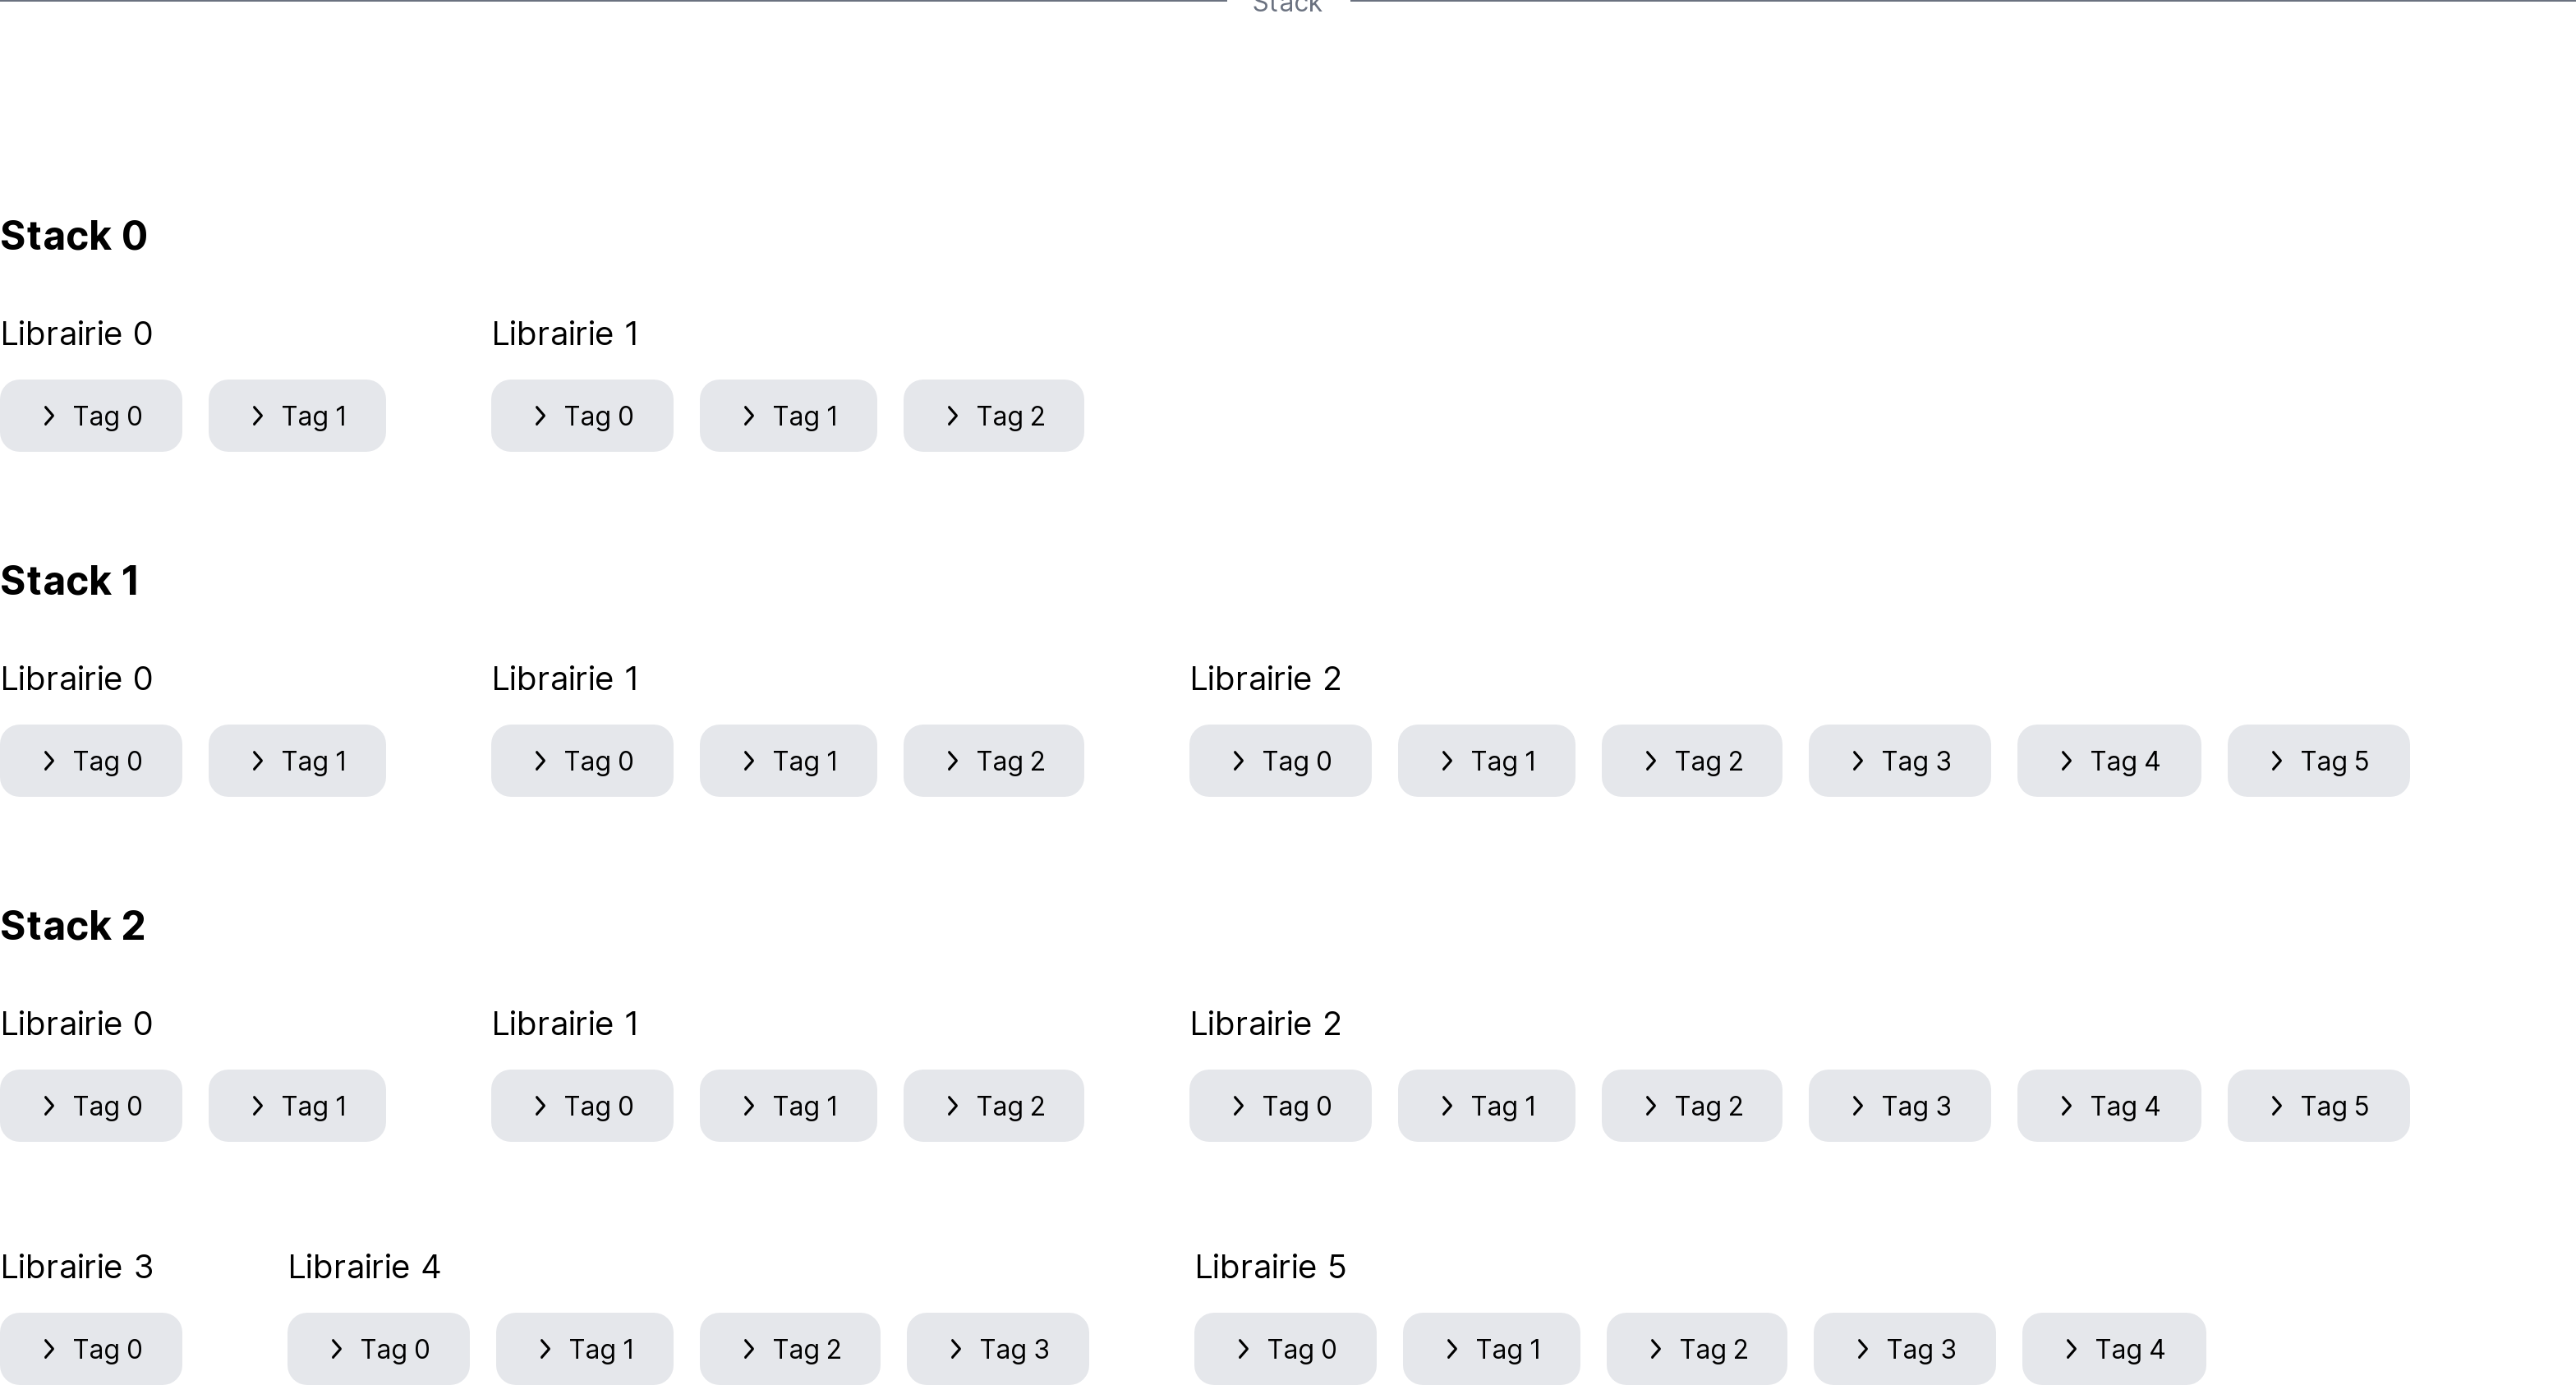 Stack
Stack 0
Librairie 0 Librairie 1
Tag 0 Tag 1 Tag 0 Tag 1 Tag 2
Stack 1
Librairie 0 Librairie 1 Librairie 2
Tag 0 Tag 1 Tag 0 Tag 1 Tag 2 Tag 0 Tag 1 Tag 2 Tag 3 Tag 4 Tag 5
Stack 2
Librairie 0 Librairie 1 Librairie 2
Tag 0 Tag 1 Tag 0 Tag 1 Tag 2 Tag 0 Tag 1 Tag 2 Tag 3 Tag 4 Tag 5
Librairie 3 Librairie 4 Librairie 5
Tag 0 Tag 0 Tag 1 Tag 2 Tag 3 Tag 0 Tag 1 Tag 2 Tag 3 Tag 4